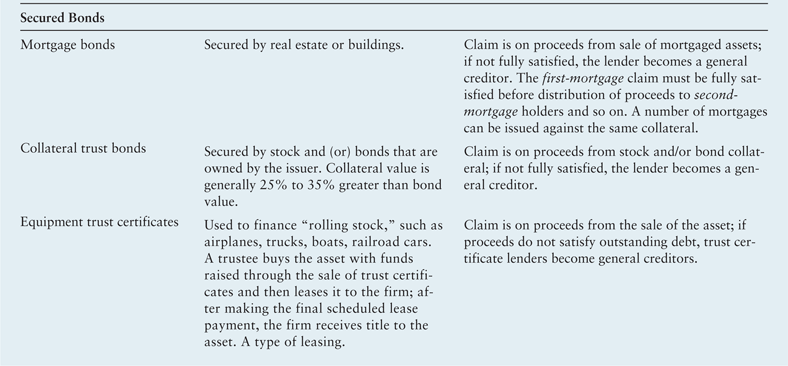 Secured Bonds
Mortgage bonds
Secured by real estate or buildings.
Claim is on proceeds from sale of mortgaged assets;
if not fully satisfied, the lender becomes a general
creditor. The first-mortgage claim must be fully sat-
isfied before distribution of proceeds to second-
mortgage holders and so on. A number of mortgages
can be issued against the same collateral.
Collateral trust bonds
Secured by stock and (or) bonds that are
owned by the issuer. Collateral value is
generally 25% to 35% greater than bond
value.
Claim is on proceeds from stock and/or bond collat-
eral; if not fully satisfied, the lender becomes a gen-
eral creditor.
Equipment trust certificates
Used to finance “rolling stock,” such as
airplanes, trucks, boats, railroad cars.
A trustee buys the asset with funds
raised through the sale of trust certifi-
cates and then leases it to the firm; af-
ter making the final scheduled lease
payment, the firm receives title to the
asset. A type of leasing.
Claim is on proceeds from the sale of the asset; if
proceeds do not satisfy outstanding debt, trust cer-
tificate lenders become general creditors.